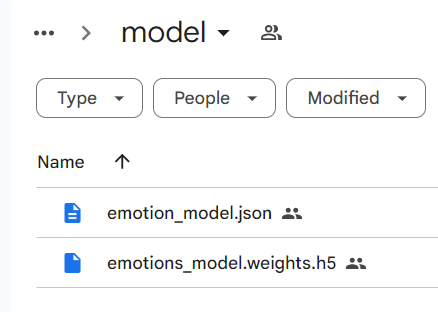 ... > model
Type People Modified
Name
emotion_model.json
emotions_model.weights.h5